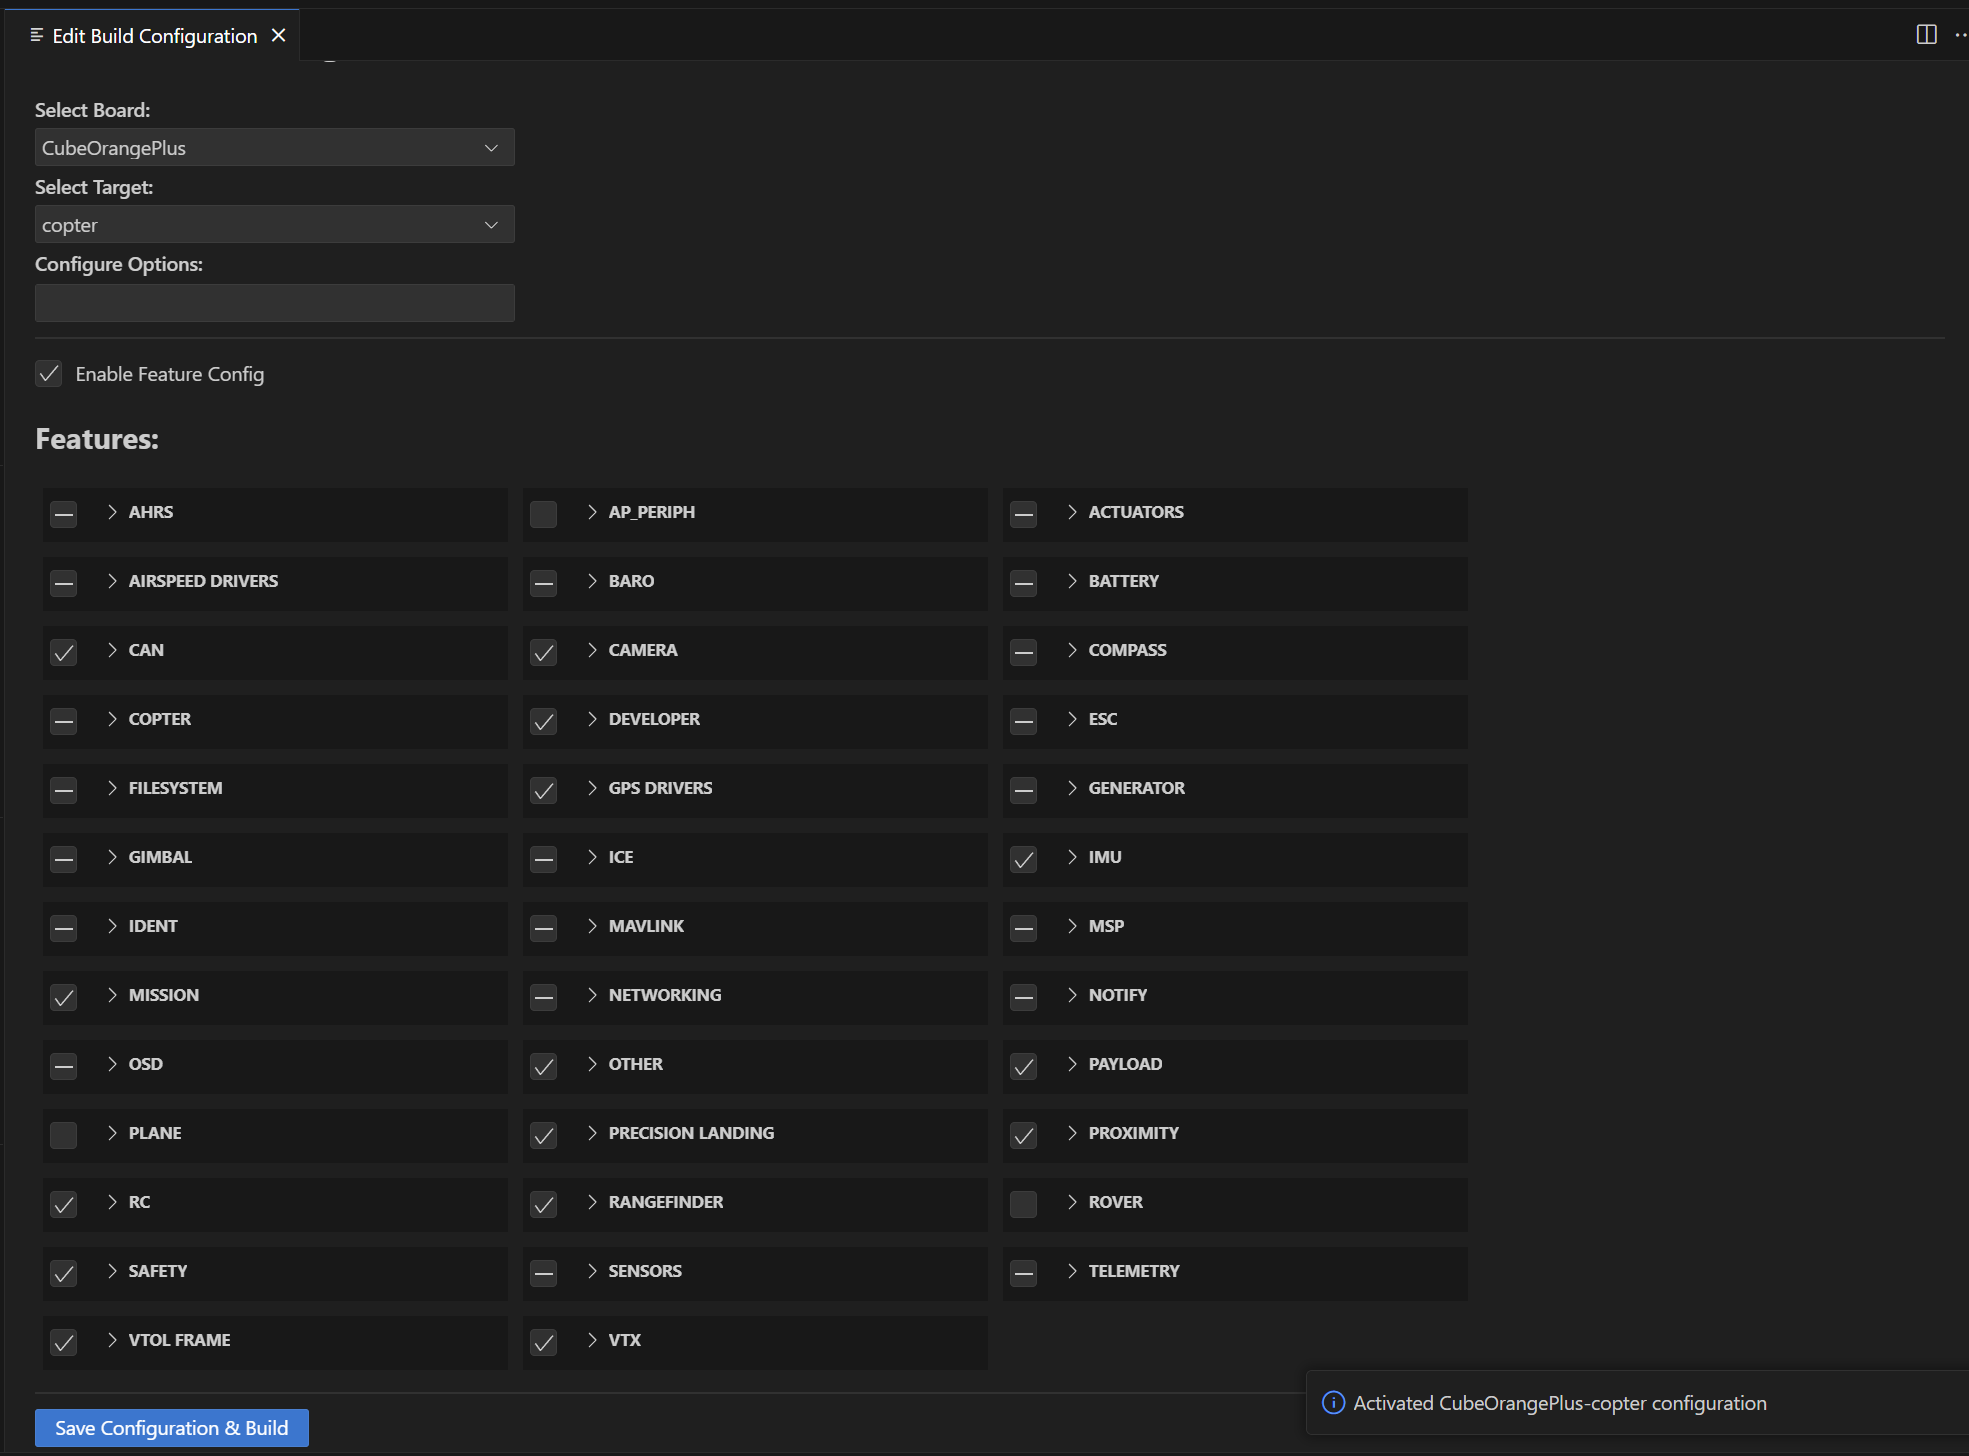 Edit Build Configuration
Select Board:
CubeOrangePlus
Select Target:
copter
Configure Options:
Enable Feature Config
Features:
AHRS
AP_PERIPH
ACTUATORS
AIRSPEED DRIVERS
BARO
BATTERY
CAN
CAMERA
COMPASS
COPTER
DEVELOPER
ESC
FILESYSTEM
GPS DRIVERS
GENERATOR
GIMBAL
ICE
IMU
IDENT
MAVLINK
MSP
MISSION
NETWORKING
NOTIFY
OSD
OTHER
PAYLOAD
PLANE
PRECISION LANDING
PROXIMITY
RC
RANGEFINDER
ROVER
SAFETY
SENSORS
TELEMETRY
VTOL FRAME
VTX
Activated CubeOrangePlus-copter configuration
Save Configuration & Build